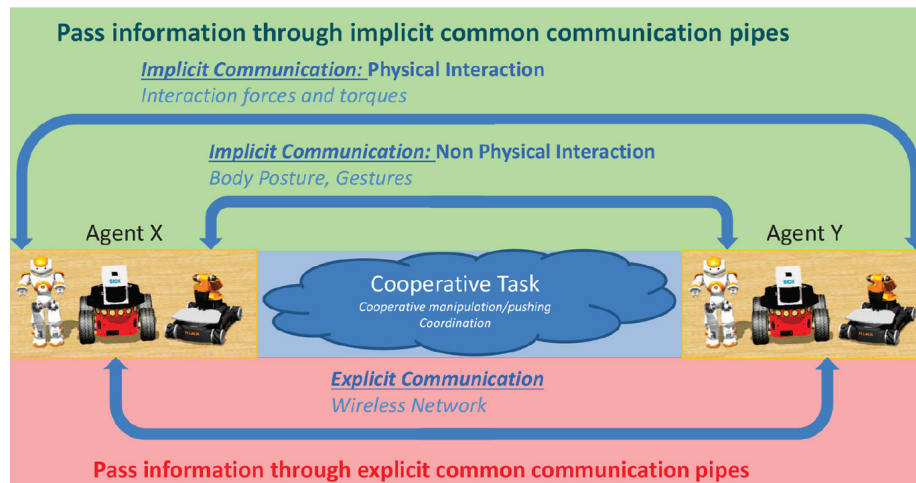 Pass information through implicit common communication pipes
Implicit Communication: Physical Interaction
Interaction forces and torques
Implicit Communication: Non Physical Interaction
Body Posture, Gestures
Agent X
Agent Y
Cooperative Task
Cooperative manipulation/pushing
Coordination
SICK
SICK
Explicit Communication
Wireless Network
Pass information through explicit common communication pipes